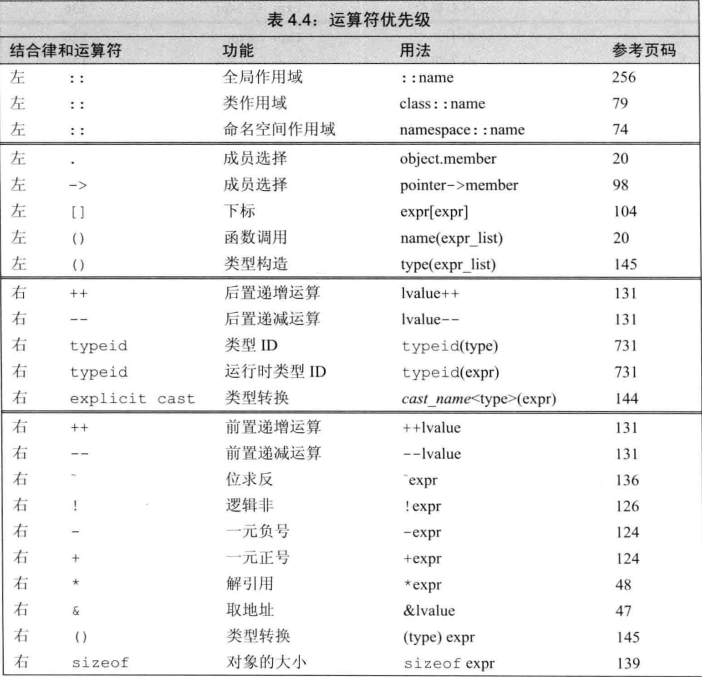 表 4.4：运算符优先级
结合律和运算符 功能 用法 参考页码
左 :: 全局作用域 ::name 256
左 :: 类作用域 class::name 79
左 :: 命名空间作用域 namespace::name 74
左 . 成员选择 object.member 20
左 -> 成员选择 pointer->member 98
左 [] 下标 expr[expr] 104
左 () 函数调用 name(expr_list) 20
左 () 类型构造 type(expr_list) 145
右 ++ 后置递增运算 lvalue++ 131
右 -- 后置递减运算 lvalue-- 131
右 typeid 类型 ID typeid(type) 731
右 typeid 运行时类型 ID typeid(expr) 731
右 explicit cast 类型转换 cast_name<type>(expr) 144
右 ++ 前置递增运算 ++lvalue 131
右 -- 前置递减运算 --lvalue 131
右 ~ 位求反 ~expr 136
右 ! 逻辑非 !expr 126
右 - 一元负号 -expr 124
右 + 一元正号 +expr 124
右 * 解引用 *expr 48
右 & 取地址 &lvalue 47
右 () 类型转换 (type) expr 145
右 sizeof 对象的大小 sizeof expr 139